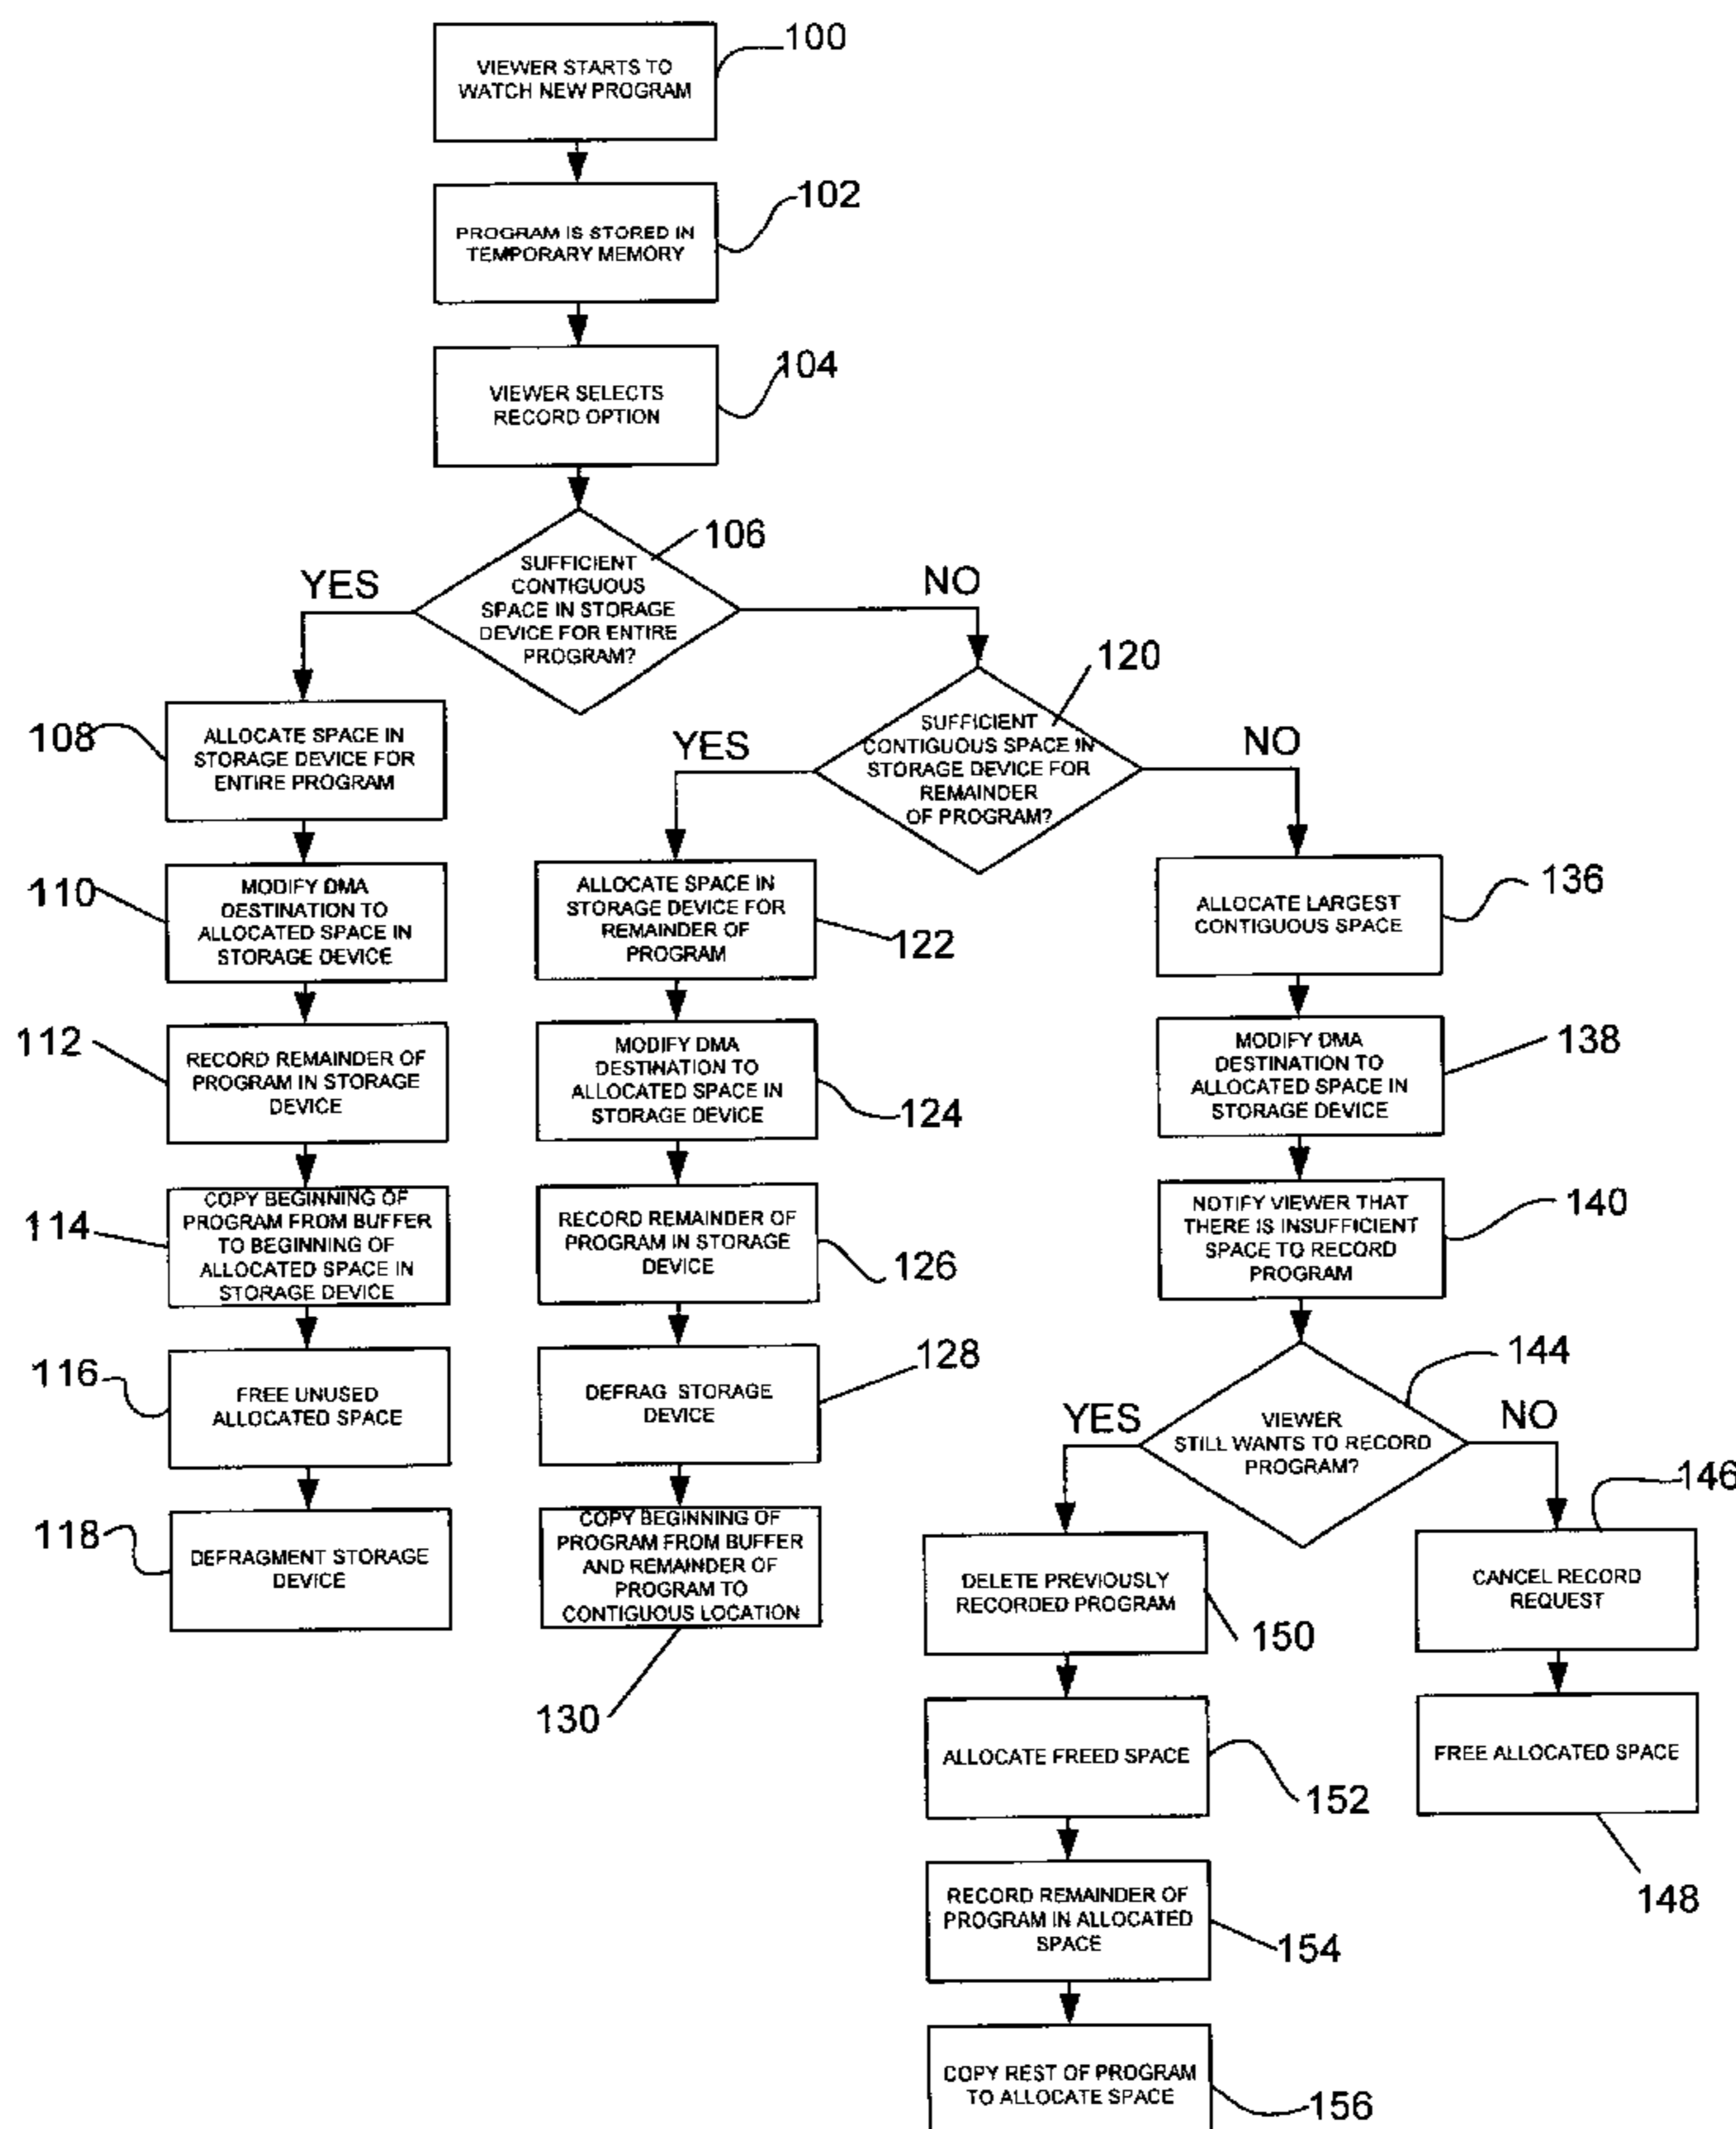 100
VIEWER STARTS TO
WATCH NEW PROGRAM
102
PROGRAM IS STORED IN
TEMPORARY MEMORY
104
VIEWER SELECTS
RECORD OPTION
106
SUFFICIENT
CONTIGUOUS
SPACE IN STORAGE
DEVICE FOR ENTIRE
PROGRAM?
YES
NO
108
ALLOCATE SPACE IN
STORAGE DEVICE FOR
ENTIRE PROGRAM
110
MODIFY DMA
DESTINATION TO
ALLOCATED SPACE IN
STORAGE DEVICE
112
RECORD REMAINDER OF
PROGRAM IN STORAGE
DEVICE
114
COPY BEGINNING OF
PROGRAM FROM BUFFER
TO BEGINNING OF
ALLOCATED SPACE IN
STORAGE DEVICE
116
FREE UNUSED
ALLOCATED SPACE
118
DEFRAGMENT STORAGE
DEVICE
120
SUFFICIENT
CONTIGUOUS SPACE IN
STORAGE DEVICE FOR
REMAINDER
OF PROGRAM?
YES
NO
ALLOCATE SPACE IN
STORAGE DEVICE FOR
REMAINDER OF
PROGRAM
122
MODIFY DMA
DESTINATION TO
ALLOCATED SPACE IN
STORAGE DEVICE
124
RECORD REMAINDER OF
PROGRAM IN STORAGE
DEVICE
126
DEFRAG STORAGE
DEVICE
128
COPY BEGINNING OF
PROGRAM FROM BUFFER
AND REMAINDER OF
PROGRAM TO
CONTIGUOUS LOCATION
130
ALLOCATE LARGEST
CONTIGUOUS SPACE
136
MODIFY DMA
DESTINATION TO
ALLOCATED SPACE IN
STORAGE DEVICE
138
NOTIFY VIEWER THAT
THERE IS INSUFFICIENT
SPACE TO RECORD
PROGRAM
140
144
VIEWER
STILL WANTS TO RECORD
PROGRAM?
YES
NO
DELETE PREVIOUSLY
RECORDED PROGRAM
150
ALLOCATE FREED SPACE
152
RECORD REMAINDER OF
PROGRAM IN ALLOCATED
SPACE
154
COPY REST OF PROGRAM
TO ALLOCATE SPACE
156
146
CANCEL RECORD
REQUEST
FREE ALLOCATED SPACE
148